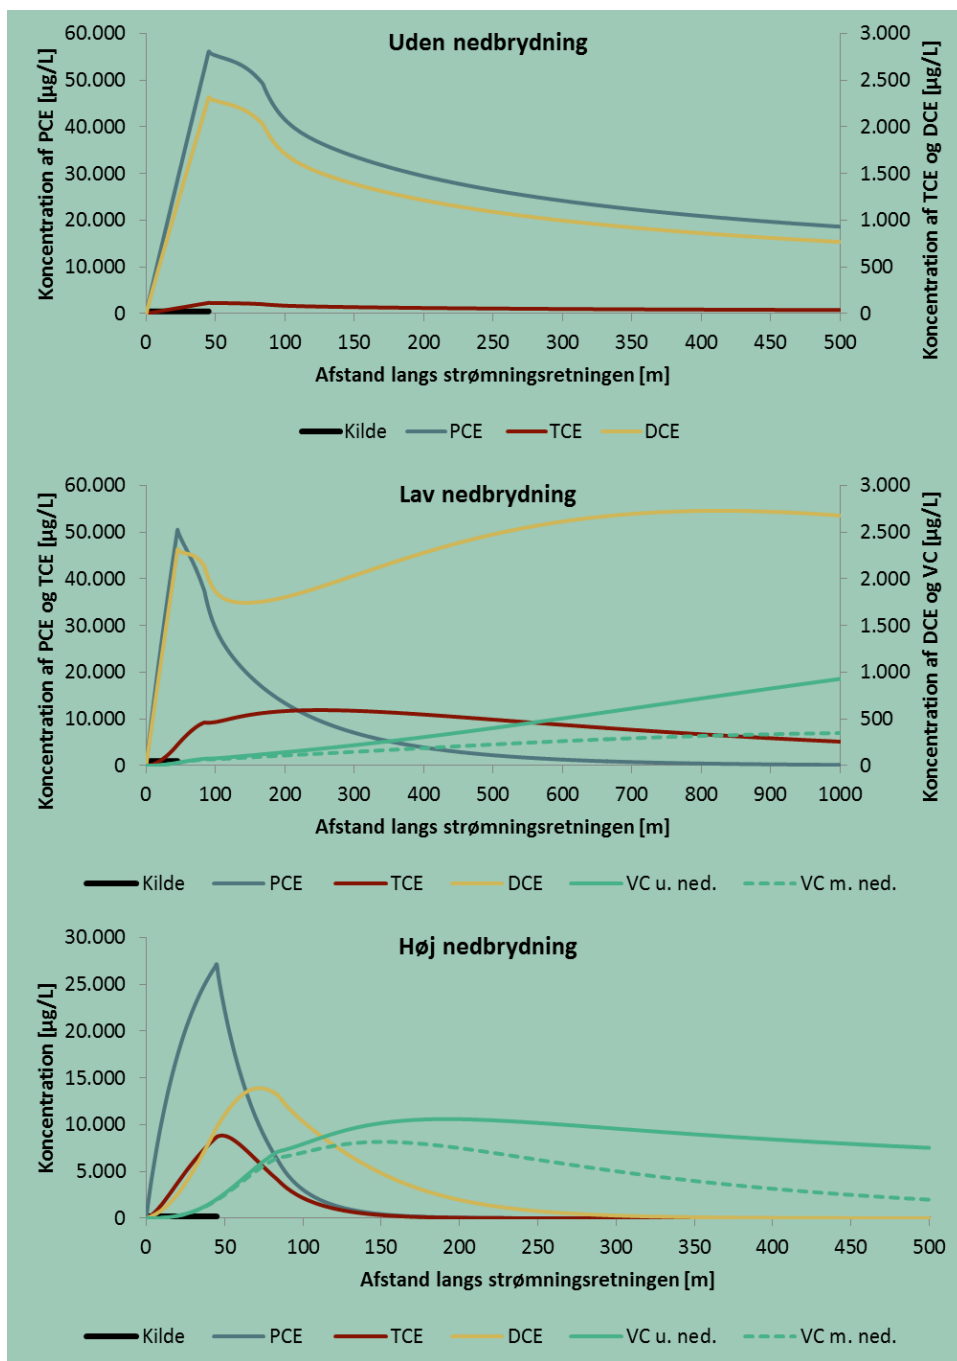 Uden nedbrydning
Koncentration af PCE [µg/L]
60.000
50.000
40.000
30.000
20.000
10.000
0
3.000
2.500
2.000
1.500
1.000
500
0
Koncentration af TCE og DCE [µg/L]
0 50 100 150 200 250 300 350 400 450 500
Afstand langs strømningsretningen [m]
Kilde PCE TCE DCE
Lav nedbrydning
Koncentration af PCE og TCE [µg/L]
60.000
50.000
40.000
30.000
20.000
10.000
0
3.000
2.500
2.000
1.500
1.000
500
0
Koncentration af DCE og VC [µg/L]
0 100 200 300 400 500 600 700 800 900 1000
Afstand langs strømningsretningen [m]
Kilde PCE TCE DCE VC u. ned. VC m. ned.
Høj nedbrydning
Koncentration [µg/L]
30.000
25.000
20.000
15.000
10.000
5.000
0
0 50 100 150 200 250 300 350 400 450 500
Afstand langs strømningsretningen [m]
Kilde PCE TCE DCE VC u. ned. VC m. ned.